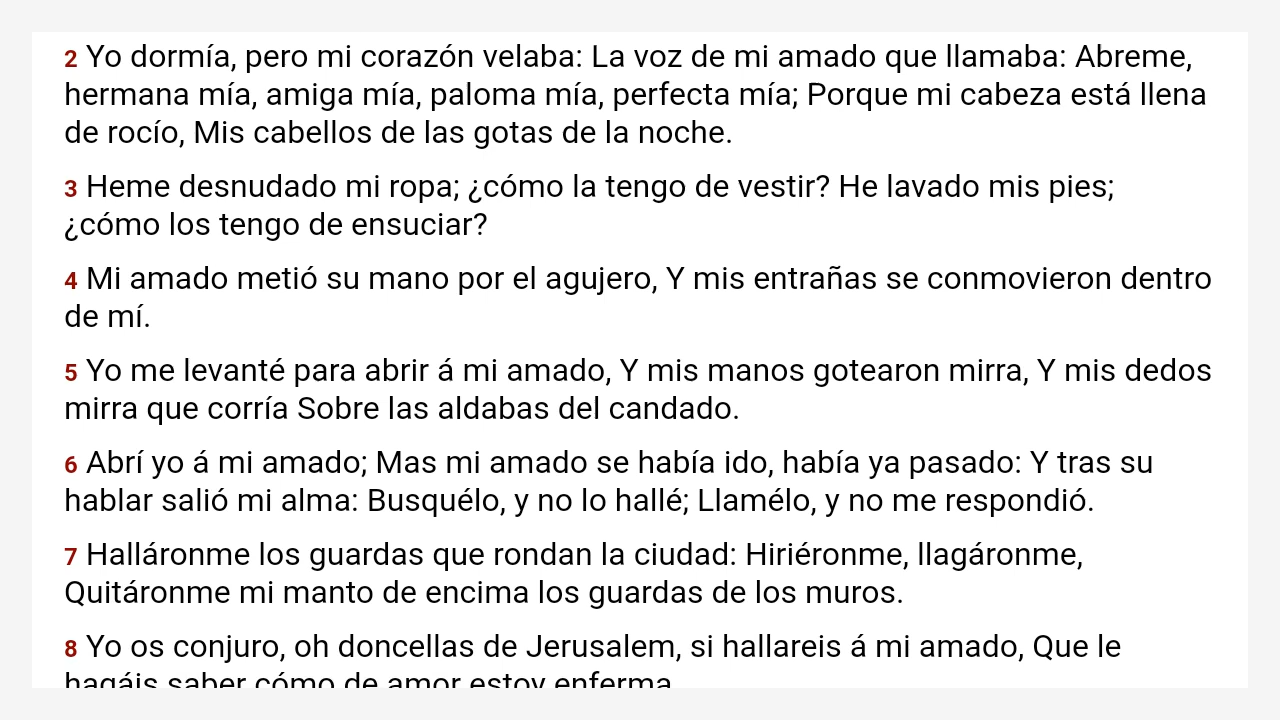 2 Yo dormía, pero mi corazón velaba: La voz de mi amado que llamaba: Abreme,
hermana mía, amiga mía, paloma mía, perfecta mía; Porque mi cabeza está llena
de rocío, Mis cabellos de las gotas de la noche.
3 Heme desnudado mi ropa; ¿cómo la tengo de vestir? He lavado mis pies;
¿cómo los tengo de ensuciar?
4 Mi amado metió su mano por el agujero, Y mis entrañas se conmovieron dentro
de mí.
5 Yo me levanté para abrir á mi amado, Y mis manos gotearon mirra, Y mis dedos
mirra que corría Sobre las aldabas del candado.
6 Abrí yo á mi amado; Mas mi amado se había ido, había ya pasado: Y tras su
hablar salió mi alma: Busquélo, y no lo hallé; Llamélo, y no me respondió.
7 Halláronme los guardas que rondan la ciudad: Hiriéronme, llagáronme,
Quitáronme mi manto de encima los guardas de los muros.
8 Yo os conjuro, oh doncellas de Jerusalem, si hallareis á mi amado, Que le
hagáis saber cómo de amor estoy enferma.